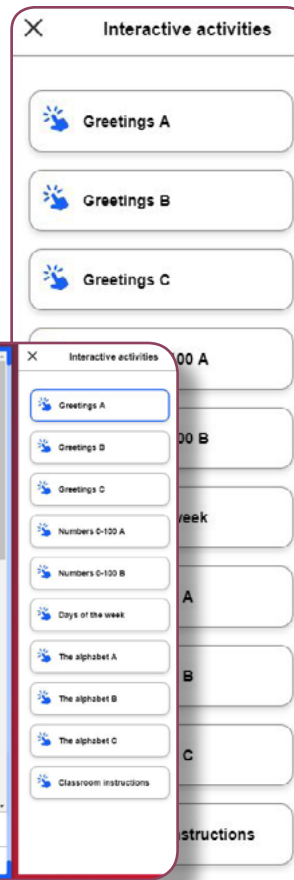 Interactive activities
Greetings A
Greetings B
Greetings C
00 A
00 B
week
A
B
C
structions
Interactive activities
Greetings A
Greetings B
Greetings C
Numbers 0-100 A
Numbers 0-100 B
Days of the week
The alphabet A
The alphabet B
The alphabet C
Classroom instructions